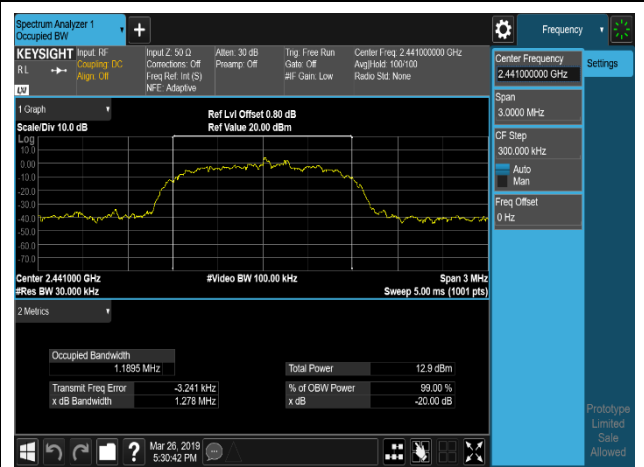 Spectrum Analyzer 1
Occupied BW
+
Frequency
KEYSIGHT
R L
LXI
Input: RF
Coupling: DC
Align: Off
Input Z: 50 Ω
Corrections: Off
Freq Ref: Int (S)
NFE: Adaptive
Atten: 30 dB
Preamp: Off
Trig: Free Run
Gate: Off
#IF Gain: Low
Center Freq: 2.441000000 GHz
Avg|Hold: 100/100
Radio Std: None
Center Frequency
2.441000000 GHz
Settings
Span
3.0000 MHz
CF Step
300.000 kHz
Auto
Man
Freq Offset
0 Hz
1 Graph
Scale/Div 10.0 dB
Ref Lvl Offset 0.80 dB
Ref Value 20.00 dBm
Log
10.0
0.00
-10.0
-20.0
-30.0
-40.0
-50.0
-60.0
-70.0
Center 2.441000 GHz
#Video BW 100.00 kHz
Span 3 MHz
#Res BW 30.000 kHz
Sweep 5.00 ms (1001 pts)
2 Metrics
Occupied Bandwidth
1.1895 MHz
Total Power 12.9 dBm
Transmit Freq Error -3.241 kHz
% of OBW Power 99.00 %
x dB Bandwidth 1.278 MHz
x dB -20.00 dB
Prototype
Limited
Sale
Allowed
?
Mar 26, 2019
5:30:42 PM